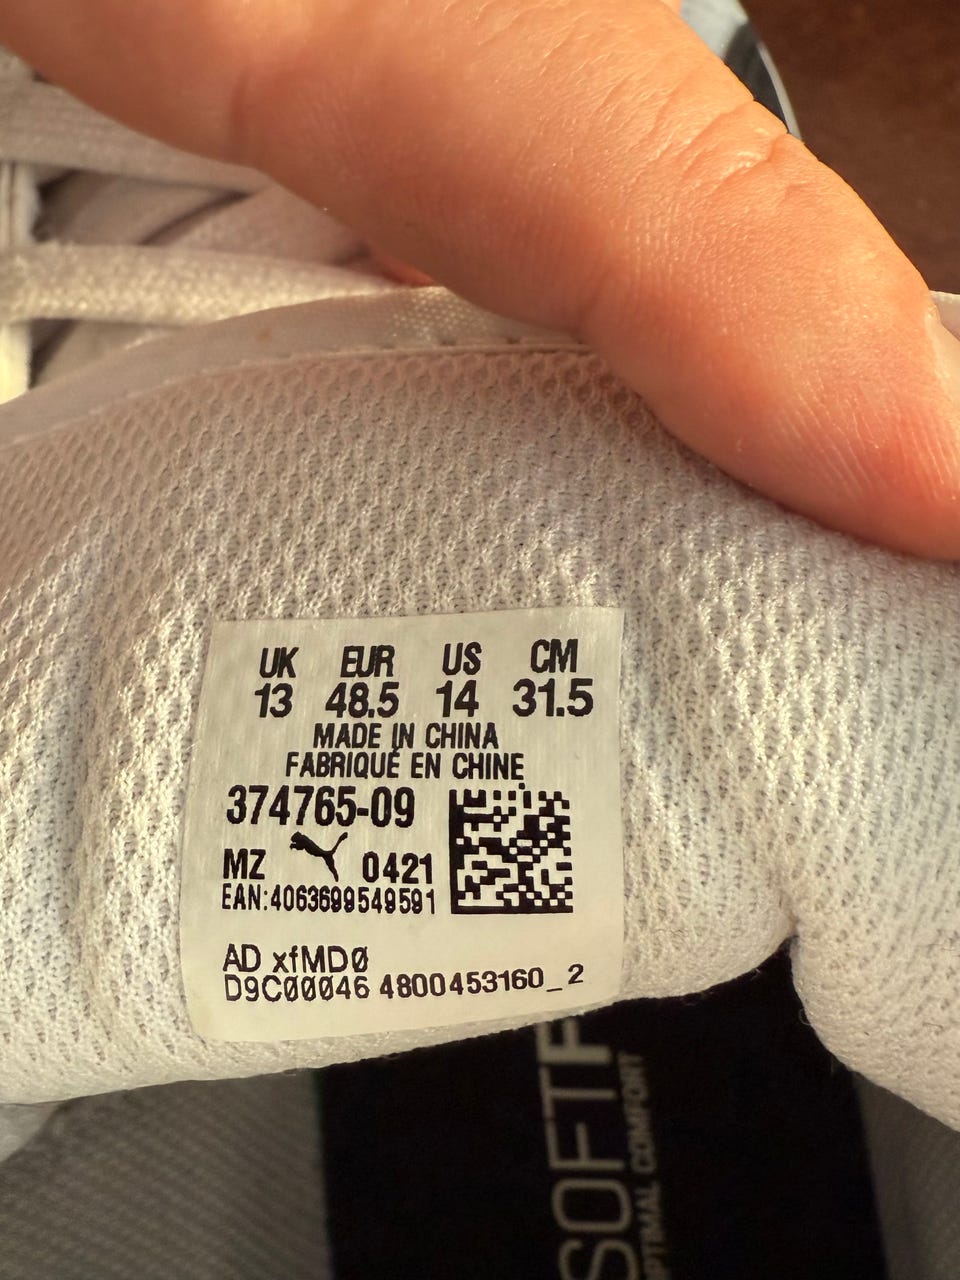 UK EUR US CM
13 48.5 14 31.5
MADE IN CHINA
FABRIQUÉ EN CHINE
374765-09
MZ 0421
EAN:4063699549591
AD xfMD0
D9C00046 4800453160_2
SOFTF
OPTIMAL COMFORT